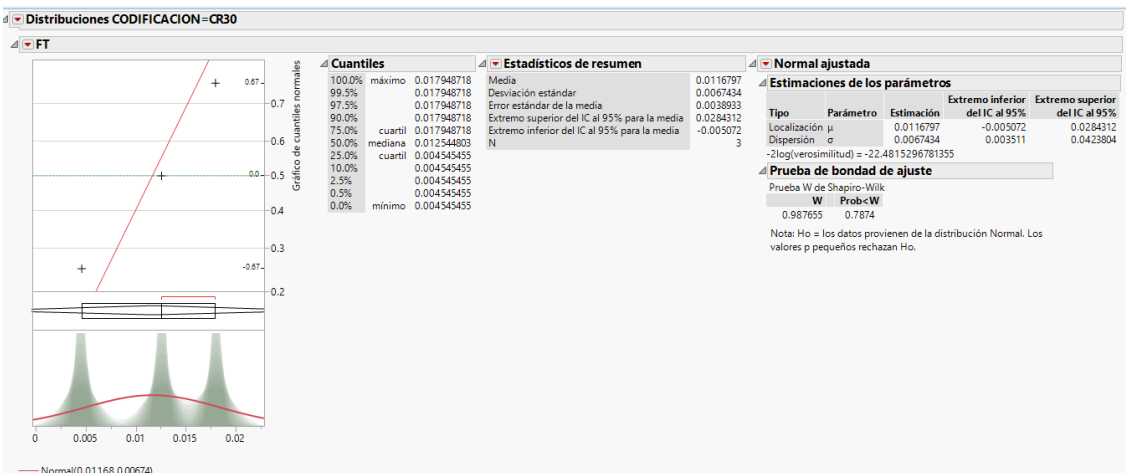 Distribuciones CODIFICACION=CR30
FT
0.67
0.0
-0.67
0.7
0.6
0.5
0.4
0.3
0.2
Gráfico de cuantiles normales
0 0.005 0.01 0.015 0.02
Normal(0.01168,0.00674)
Cuantiles
100.0% máximo 0.017948718
99.5% 0.017948718
97.5% 0.017948718
90.0% 0.017948718
75.0% cuartil 0.017948718
50.0% mediana 0.012544803
25.0% cuartil 0.004545455
10.0% 0.004545455
2.5% 0.004545455
0.5% 0.004545455
0.0% mínimo 0.004545455
Estadísticos de resumen
Media 0.0116797
Desviación estándar 0.0067434
Error estándar de la media 0.0038933
Extremo superior del IC al 95% para la media 0.0284312
Extremo inferior del IC al 95% para la media -0.005072
N 3
Normal ajustada
Estimaciones de los parámetros
Extremo inferior Extremo superior
Tipo Parámetro Estimación del IC al 95% del IC al 95%
Localización μ 0.0116797 -0.005072 0.0284312
Dispersión σ 0.0067434 0.003511 0.0423804
-2log(verosimilitud) = -22.4815296781355
Prueba de bondad de ajuste
Prueba W de Shapiro-Wilk
W Prob<W
0.987655 0.7874
Nota: Ho = los datos provienen de la distribución Normal. Los
valores p pequeños rechazan Ho.